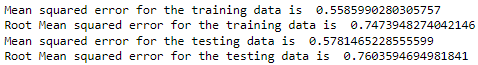 Mean squared error for the training data is  0.5585990280305757
Root Mean squared error for the training data is  0.7473948274042146
Mean squared error for the testing data is  0.5781465228555599
Root Mean squared error for the testing data is  0.7603594694981841